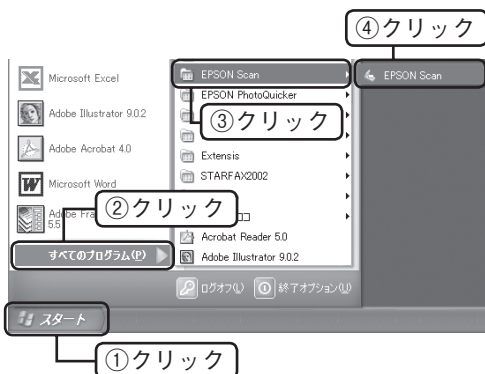 ④クリック
Microsoft Excel
Adobe Illustrator 9.0.2
Adobe Acrobat 4.0
Microsoft Word
Adobe Fra
5.5
②クリック
すべてのプログラム(P)
EPSON Scan
EPSON PhotoQuicker
③クリック
Extensis
STARFAX2002
Acrobat Reader 5.0
Adobe Illustrator 9.0.2
EPSON Scan
ログオフ(L)
終了オプション(U)
スタート
①クリック